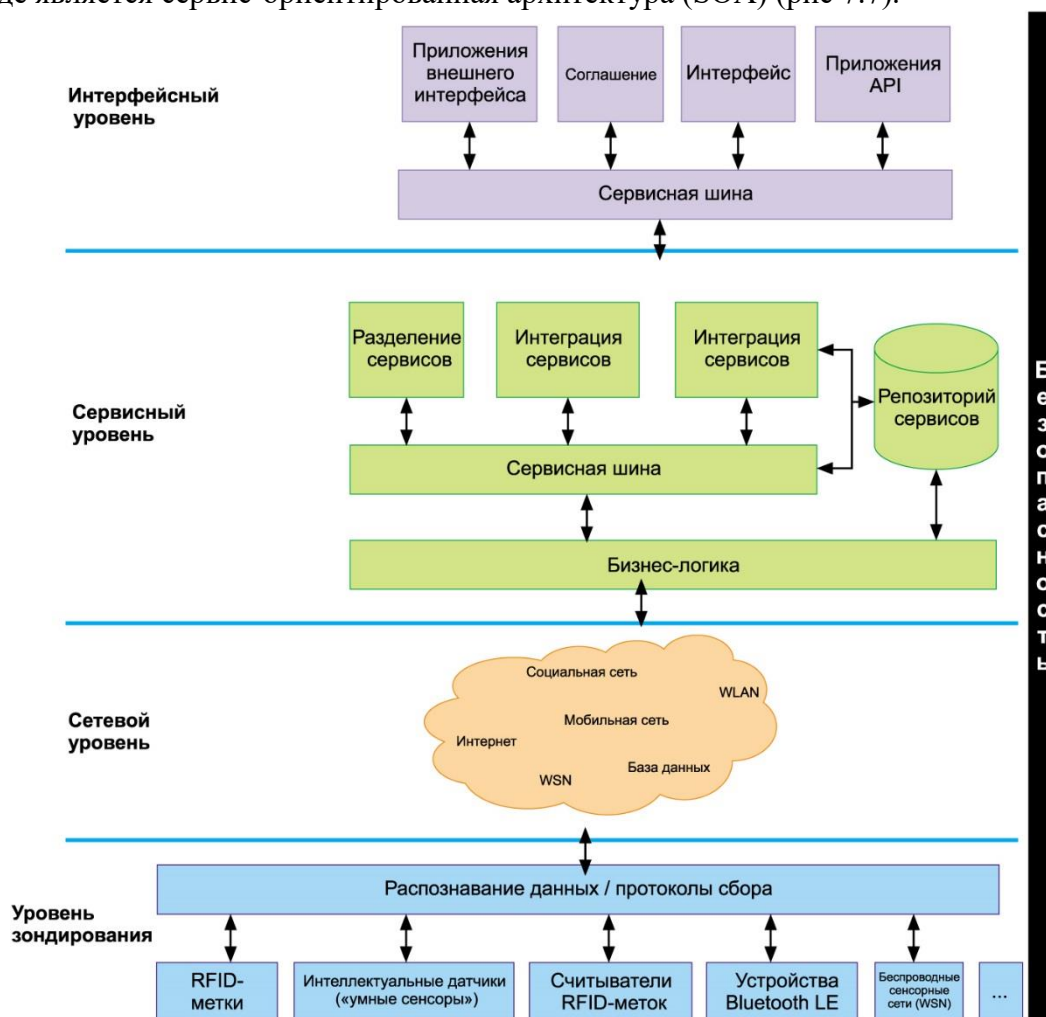 де является сервис-ориентированная архитектура (SOA) (рис 7.7).
Приложения
внешнего
интерфейса
Соглашение
Интерфейс
Приложения
API
Интерфейсный
уровень
Сервисная шина
Разделение
сервисов
Интеграция
сервисов
Интеграция
сервисов
Репозиторий
сервисов
Сервисный
уровень
Сервисная шина
Бизнес-логика
Социальная сеть
WLAN
Мобильная сеть
Интернет
База данных
WSN
Сетевой
уровень
Распознавание данных / протоколы сбора
Уровень
зондирования
RFID-
метки
Интеллектуальные датчики
(«умные сенсоры»)
Считыватели
RFID-меток
Устройства
Bluetooth LE
Беспроводные
сенсорные
сети (WSN)
...
Безопасность